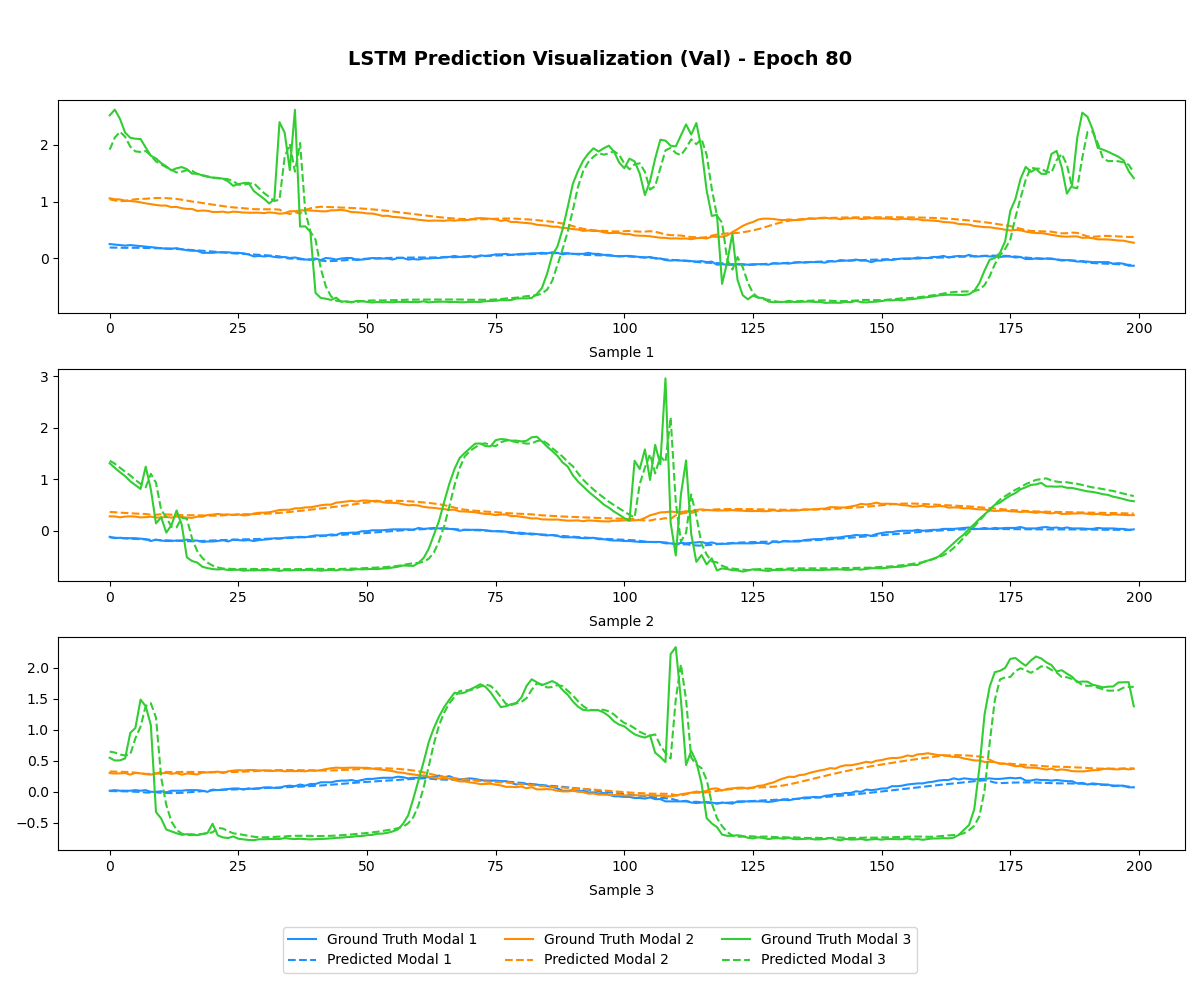 LSTM Prediction Visualization (Val) - Epoch 80
2
1
0
0 25 50 75 100 125 150 175 200
Sample 1
3
2
1
0
0 25 50 75 100 125 150 175 200
Sample 2
2.0
1.5
1.0
0.5
0.0
−0.5
0 25 50 75 100 125 150 175 200
Sample 3
Ground Truth Modal 1 Ground Truth Modal 2 Ground Truth Modal 3
Predicted Modal 1 Predicted Modal 2 Predicted Modal 3